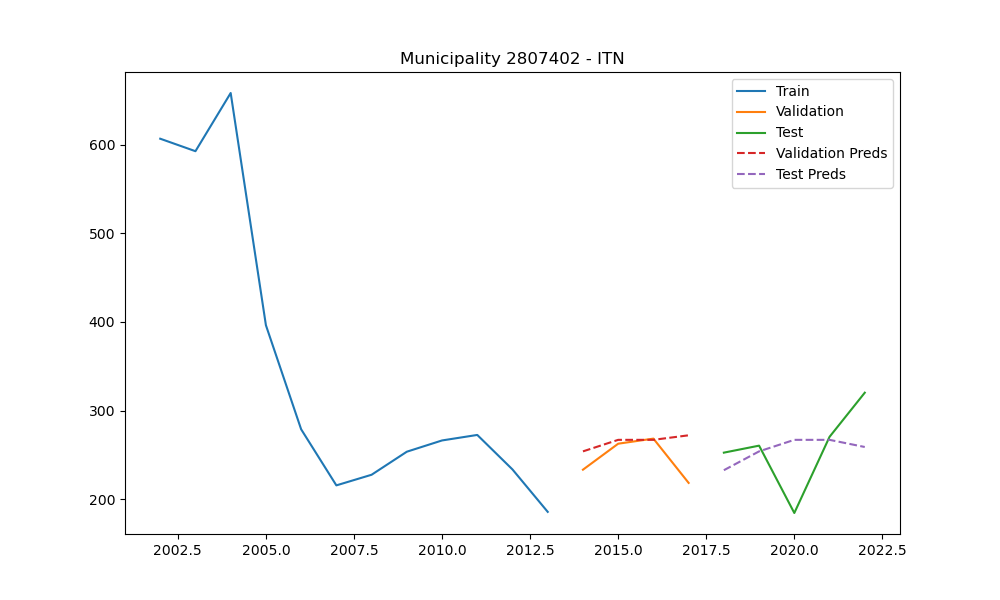 Municipality 2807402 - ITN
Train
Validation
Test
Validation Preds
Test Preds
600
500
400
300
200
2002.5 2005.0 2007.5 2010.0 2012.5 2015.0 2017.5 2020.0 2022.5